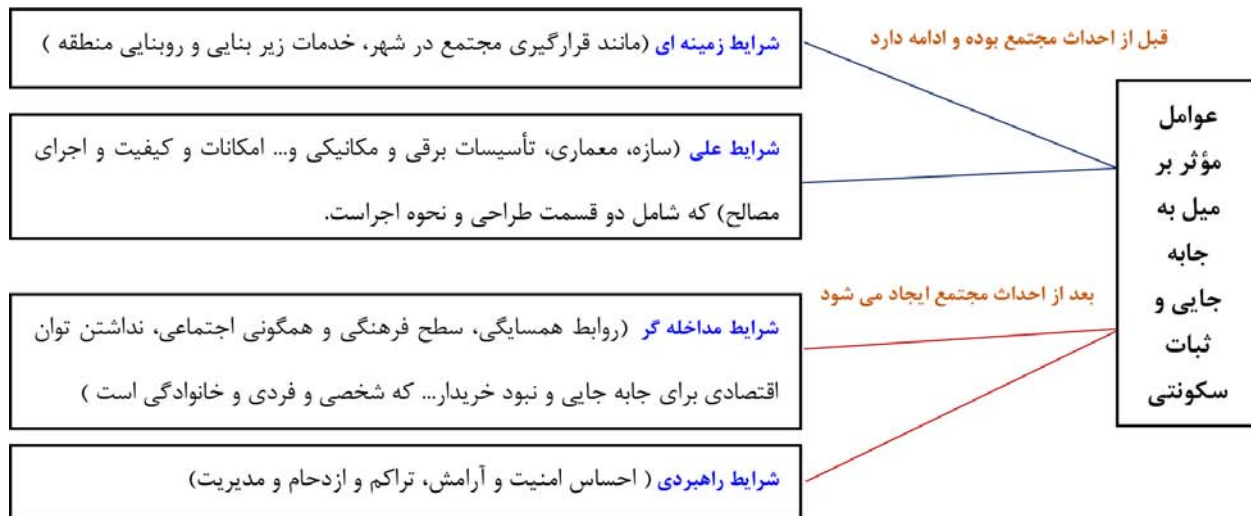 قبل از احداث مجتمع بوده و ادامه دارد
شرایط زمینه ای (مانند قرارگیری مجتمع در شهر، خدمات زیر بنایی و روبنایی منطقه )
عوامل
مؤثر بر
میل به
جابه
جایی و
ثبات
سکونتی
شرایط علی (سازه، معماری، تأسیسات برقی و مکانیکی و... امکانات و کیفیت و اجرای
مصالح) که شامل دو قسمت طراحی و نحوه اجراست.
بعد از احداث مجتمع ایجاد می شود
شرایط مداخله گر (روابط همسایگی، سطح فرهنگی و همگونی اجتماعی، نداشتن توان
اقتصادی برای جابه جایی و نبود خریدار... که شخصی و فردی و خانوادگی است )
شرایط راهبردی ( احساس امنیت و آرامش، تراکم و ازدحام و مدیریت)